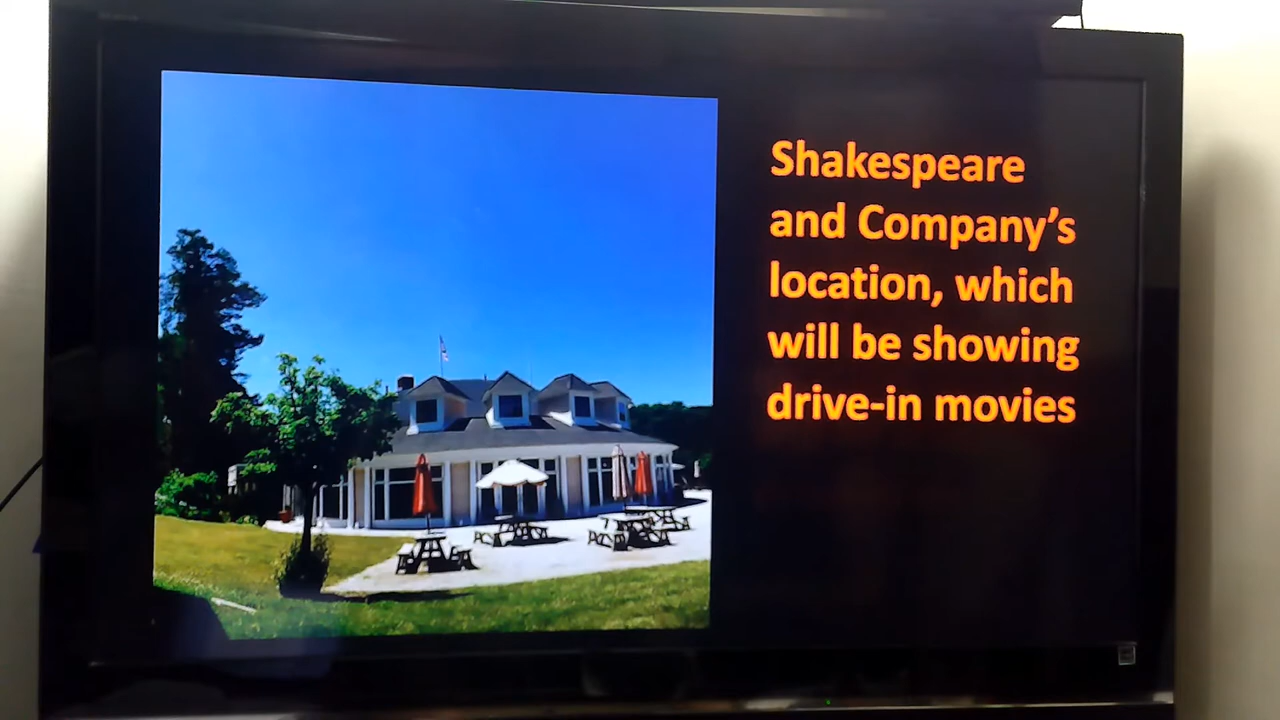 Shakespeare
and Company’s
location, which
will be showing
drive-in movies